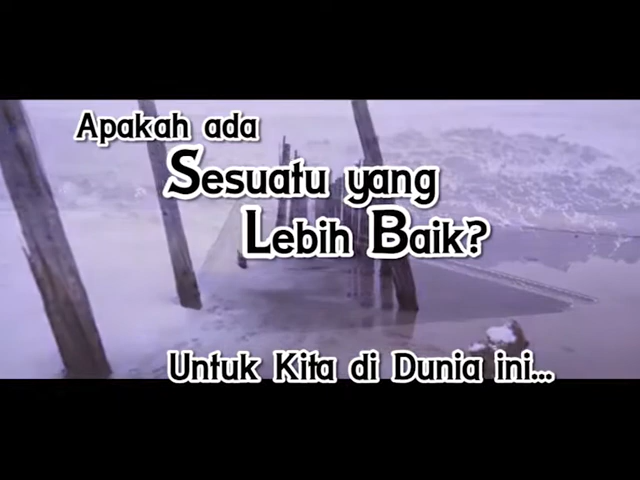 Apakah ada
Sesuatu yang
Lebih Baik?
Untuk Kita di Dunia ini...